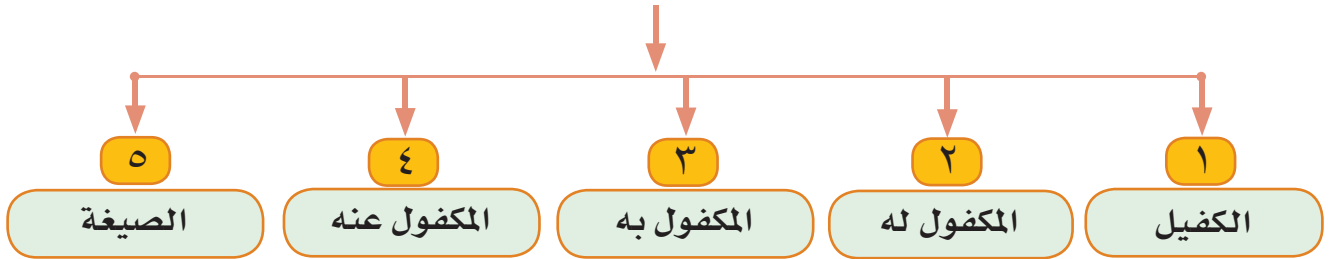 ١ ٢ ٣ ٤ ٥
الكفيل المكفول له المكفول به المكفول عنه الصيغة